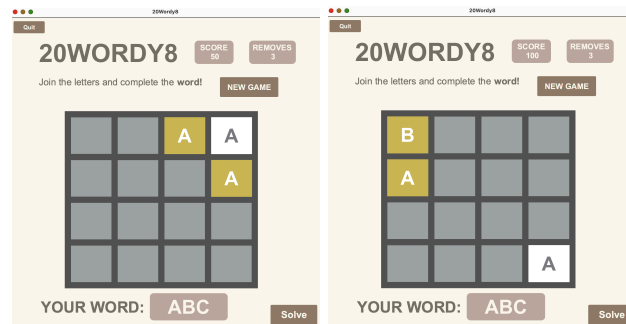 20Wordy8
Quit
20WORDY8
SCORE
50
REMOVES
3
Join the letters and complete the word!
NEW GAME
A A
A
YOUR WORD: ABC
Solve
20Wordy8
Quit
20WORDY8
SCORE
100
REMOVES
3
Join the letters and complete the word!
NEW GAME
B
A
A
YOUR WORD: ABC
Solve